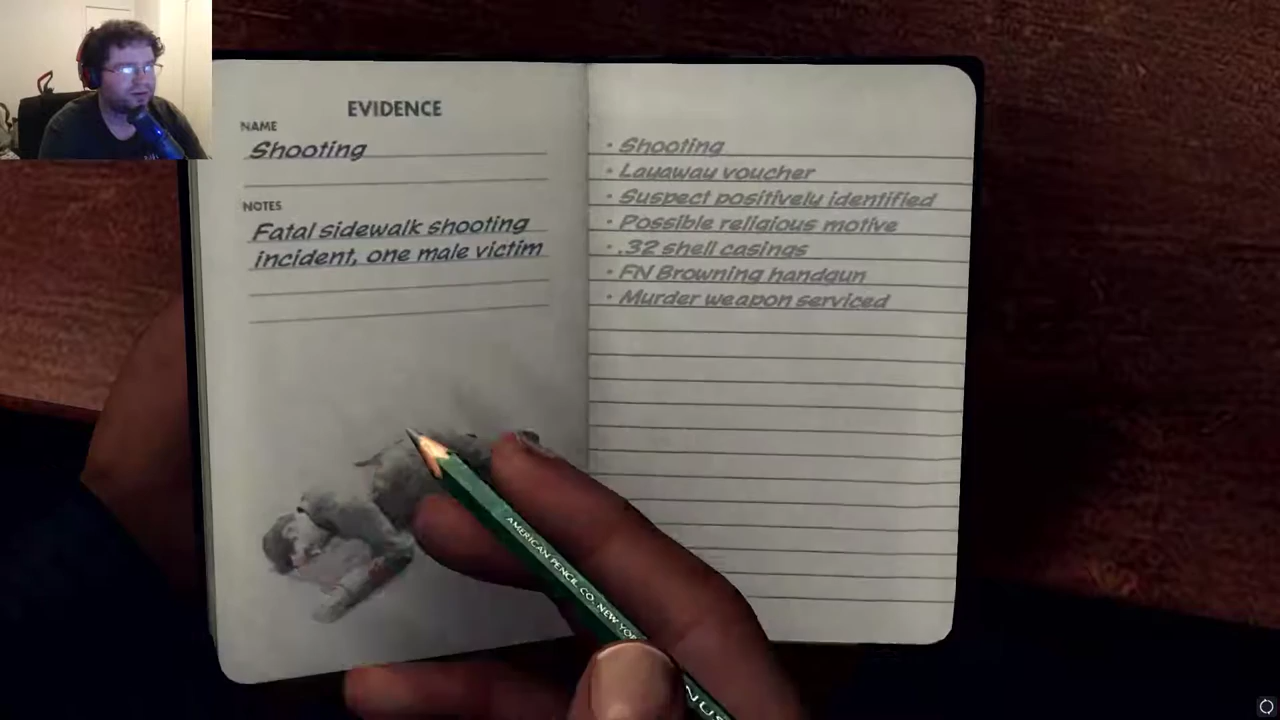 EVIDENCE
NAME
Shooting
NOTES
Fatal sidewalk shooting
incident, one male victim
• Shooting
• Layaway voucher
• Suspect positively identified
• Possible religious motive
• .32 shell casings
• FN Browning handgun
• Murder weapon serviced
AMERICAN PENCIL CO. NEW YORK
NUS